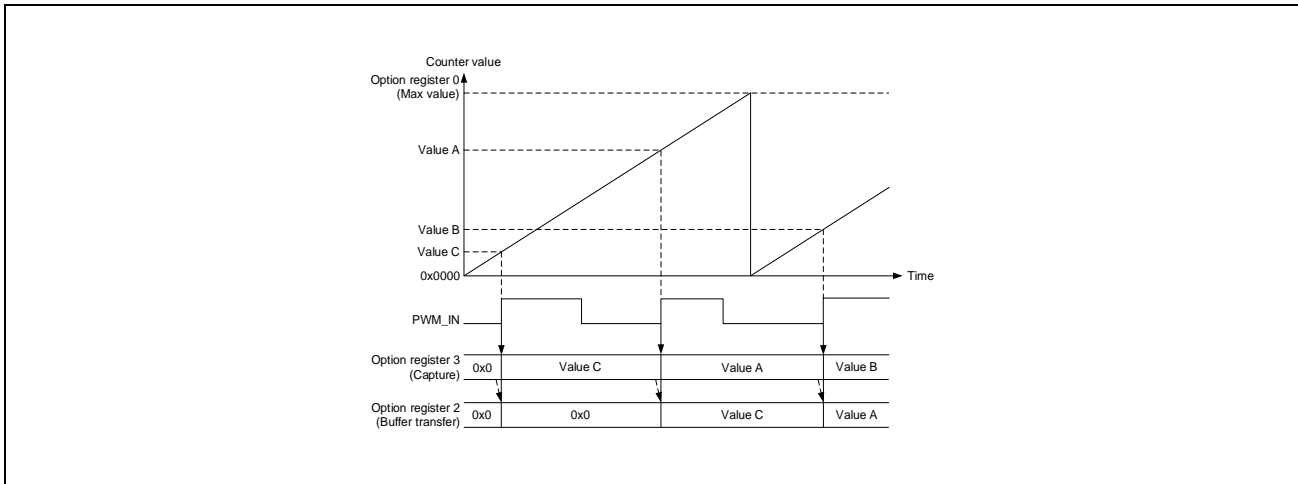 Counter value
Option register 0
(Max value)
Value A
Value B
Value C
0x0000
Time
PWM_IN
Option register 3
(Capture)
0x0
Value C
Value A
Value B
Option register 2
(Buffer transfer)
0x0
0x0
Value C
Value A